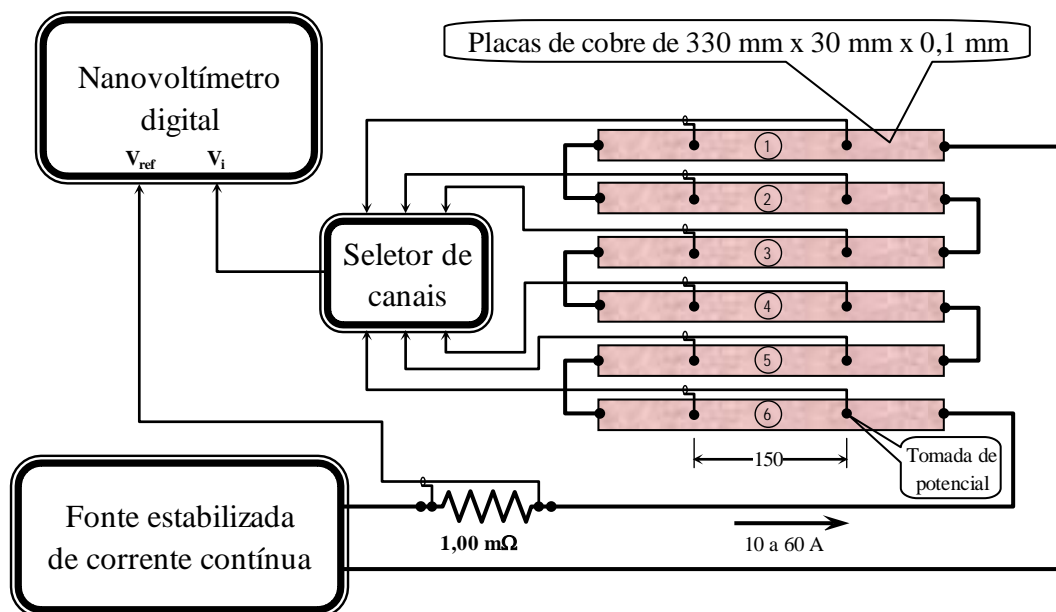 Placas de cobre de 330 mm x 30 mm x 0,1 mm
Nanovoltímetro
digital
Vref
Vi
Seletor de
canais
1
2
3
4
5
6
150
Tomada de
potencial
Fonte estabilizada
de corrente contínua
1,00 mΩ
10 a 60 A